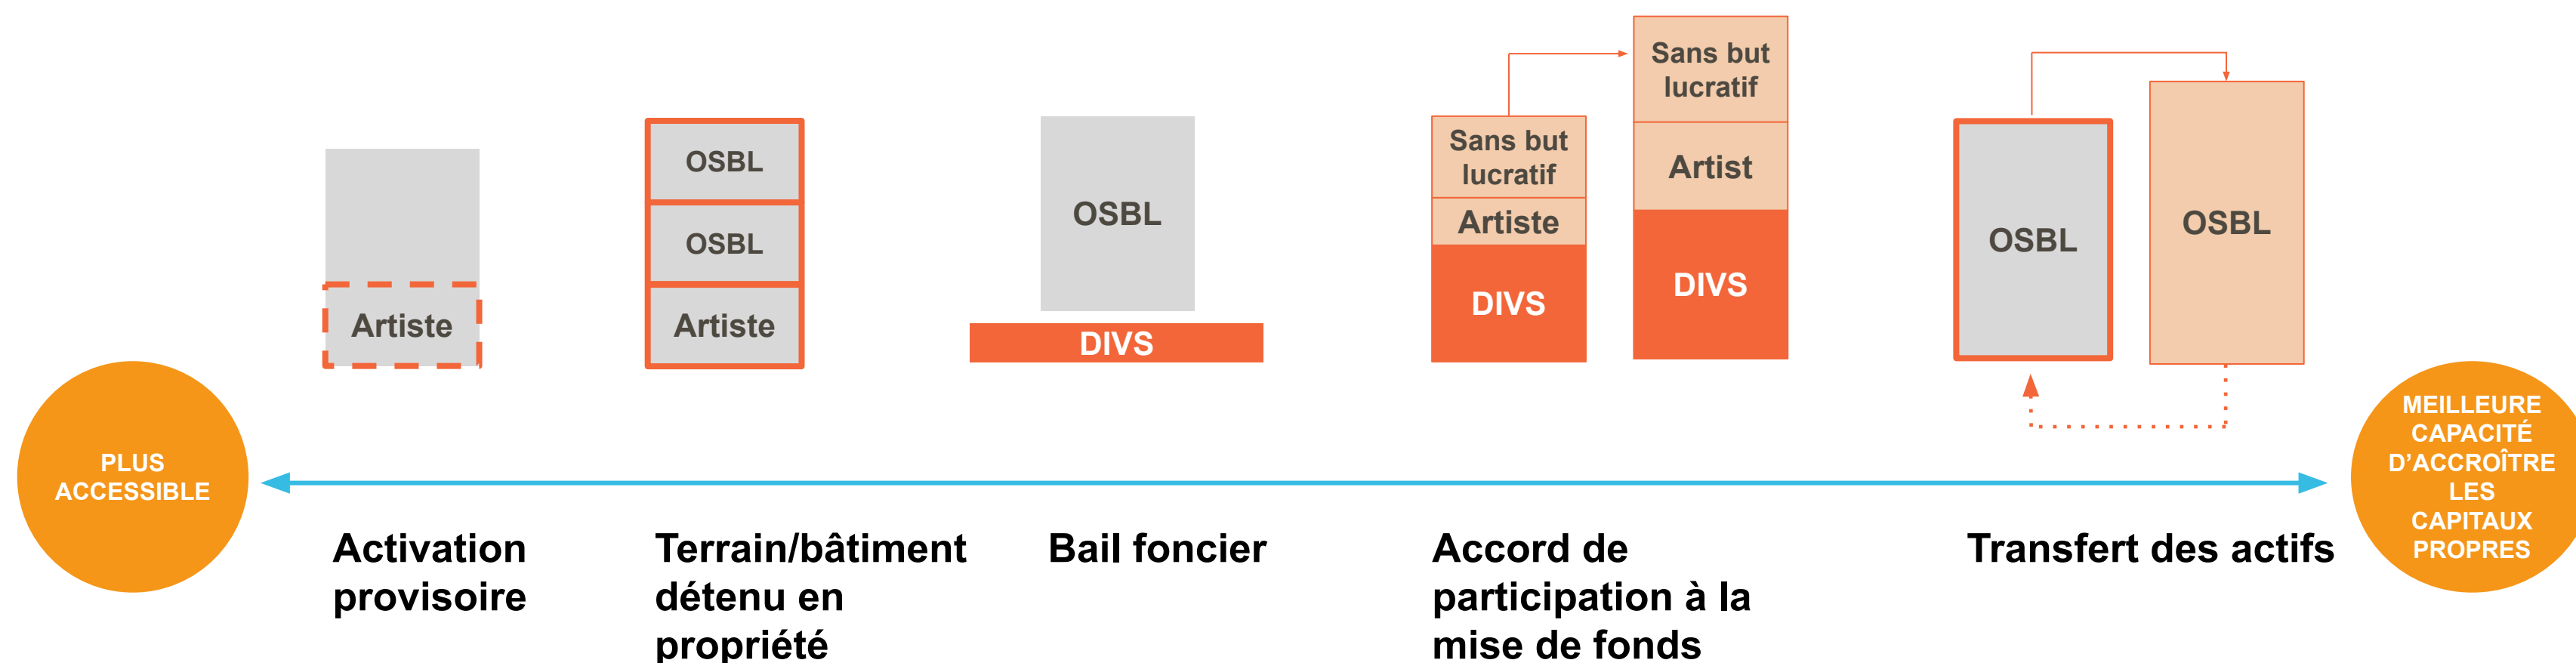 Artiste
OSBL
OSBL
Artiste
OSBL
DIVS
Sans but
lucratif
Artiste
DIVS
Sans but
lucratif
Artist
DIVS
OSBL
OSBL
PLUS
ACCESSIBLE
MEILLEURE
CAPACITÉ
D’ACCROÎTRE
LES
CAPITAUX
PROPRES
Activation
provisoire
Terrain/bâtiment
détenu en
propriété
Bail foncier
Accord de
participation à la
mise de fonds
Transfert des actifs